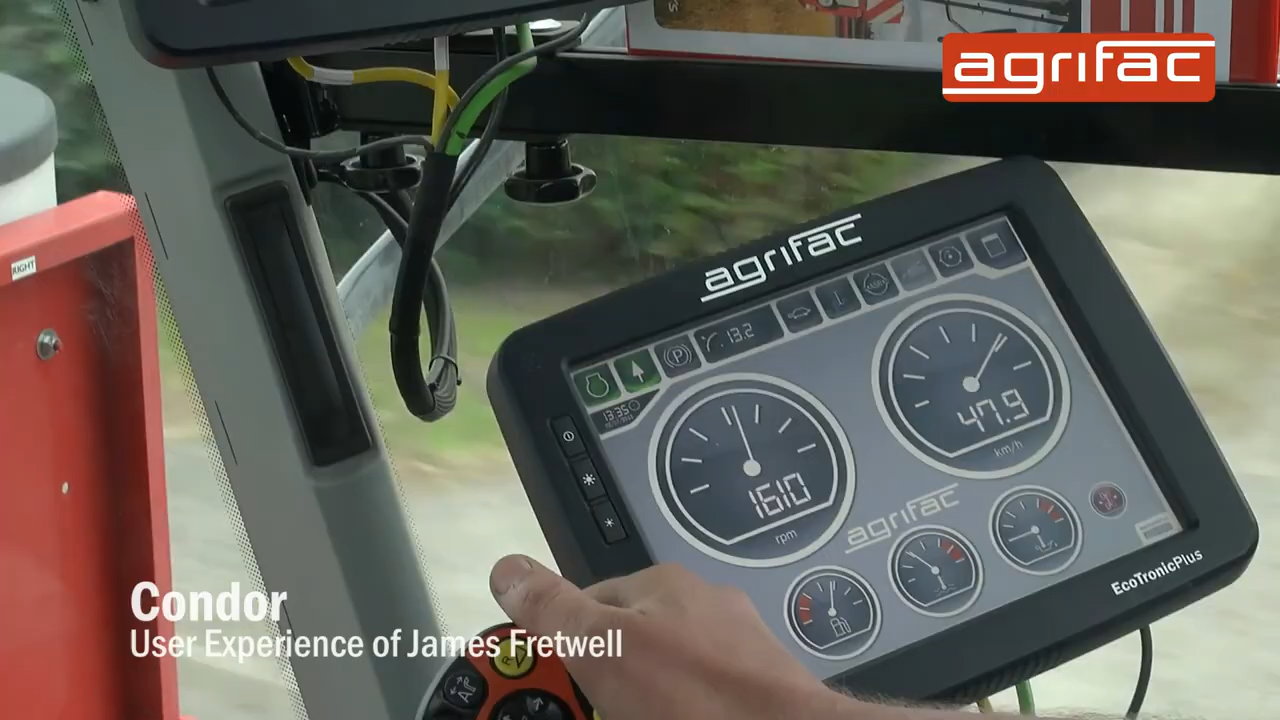 agrifac
RIGHT
agrifac
P
13.2
13:35
47.9
km/h
1610
rpm
agrifac
EcoTronicPlus
Condor
User Experience of James Fretwell
R